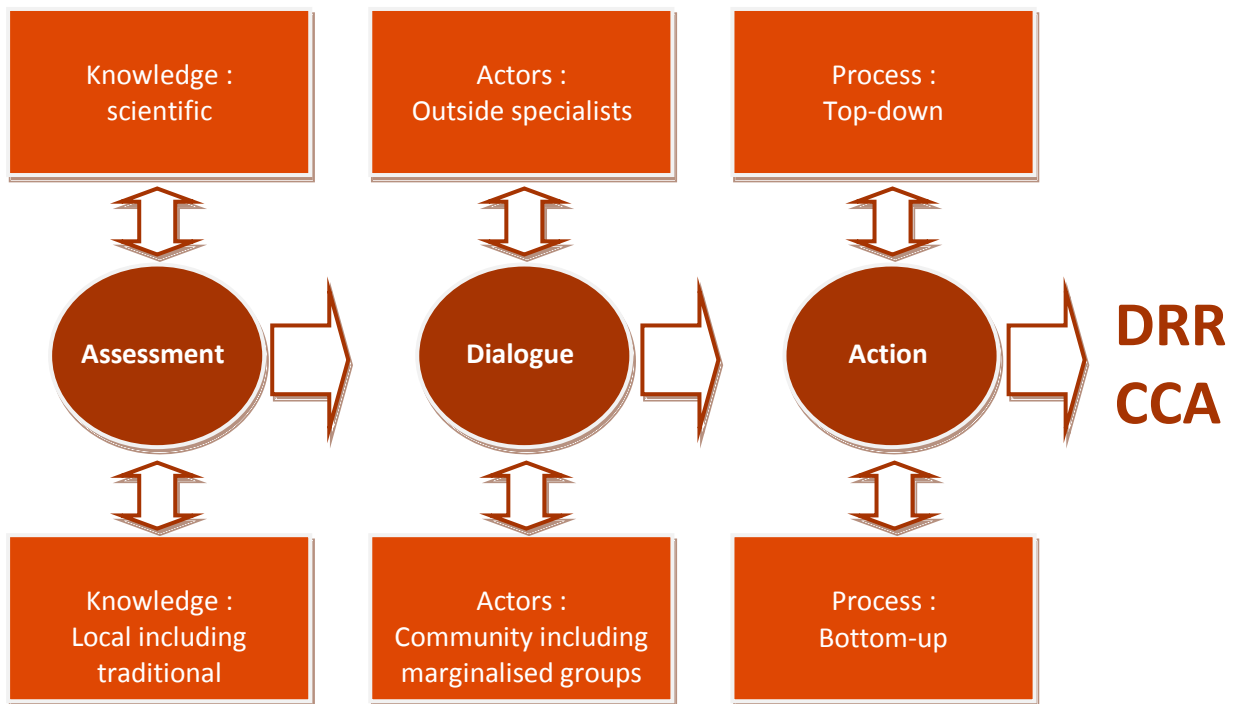 Knowledge :
scientific
Actors :
Outside specialists
Process :
Top-down
Assessment
Dialogue
Action
DRR
CCA
Knowledge :
Local including
traditional
Actors :
Community including
marginalised groups
Process :
Bottom-up